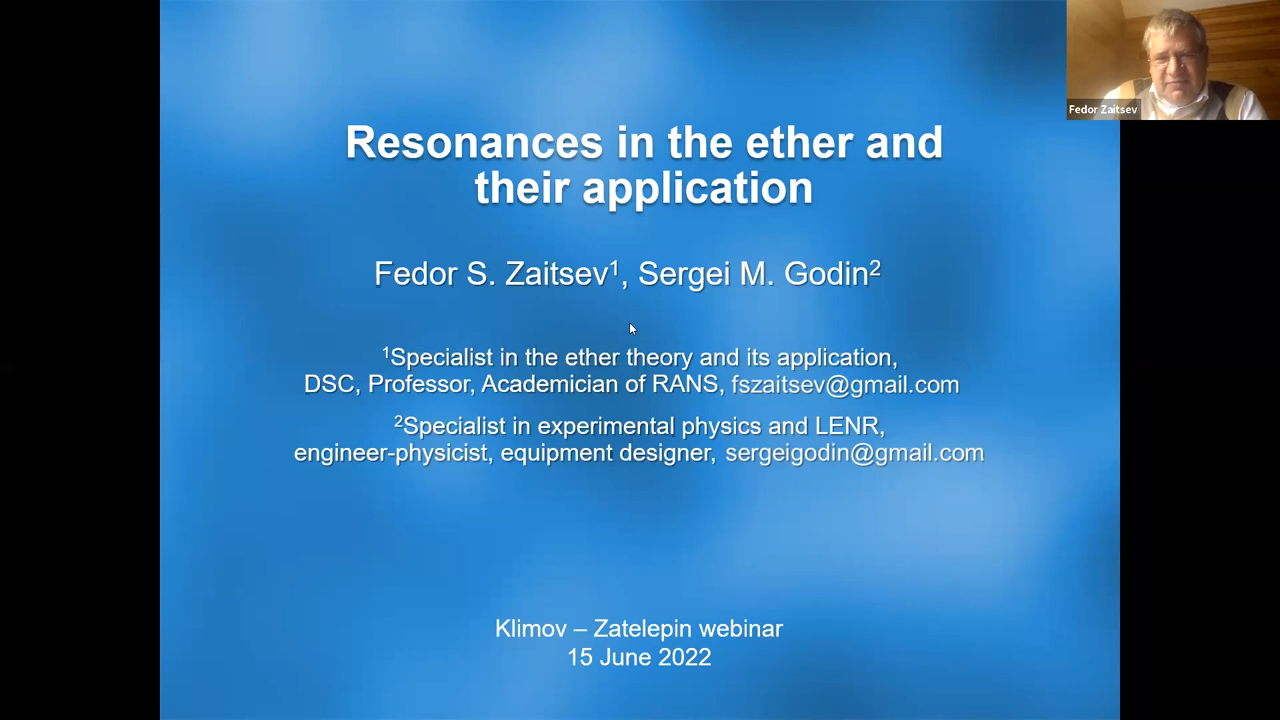 Resonances in the ether and
their application
Fedor S. Zaitsev¹, Sergei M. Godin²
¹Specialist in the ether theory and its application,
DSC, Professor, Academician of RANS, fszaitsev@gmail.com
²Specialist in experimental physics and LENR,
engineer-physicist, equipment designer, sergeigodin@gmail.com
Klimov – Zatelepin webinar
15 June 2022
Fedor Zaitsev